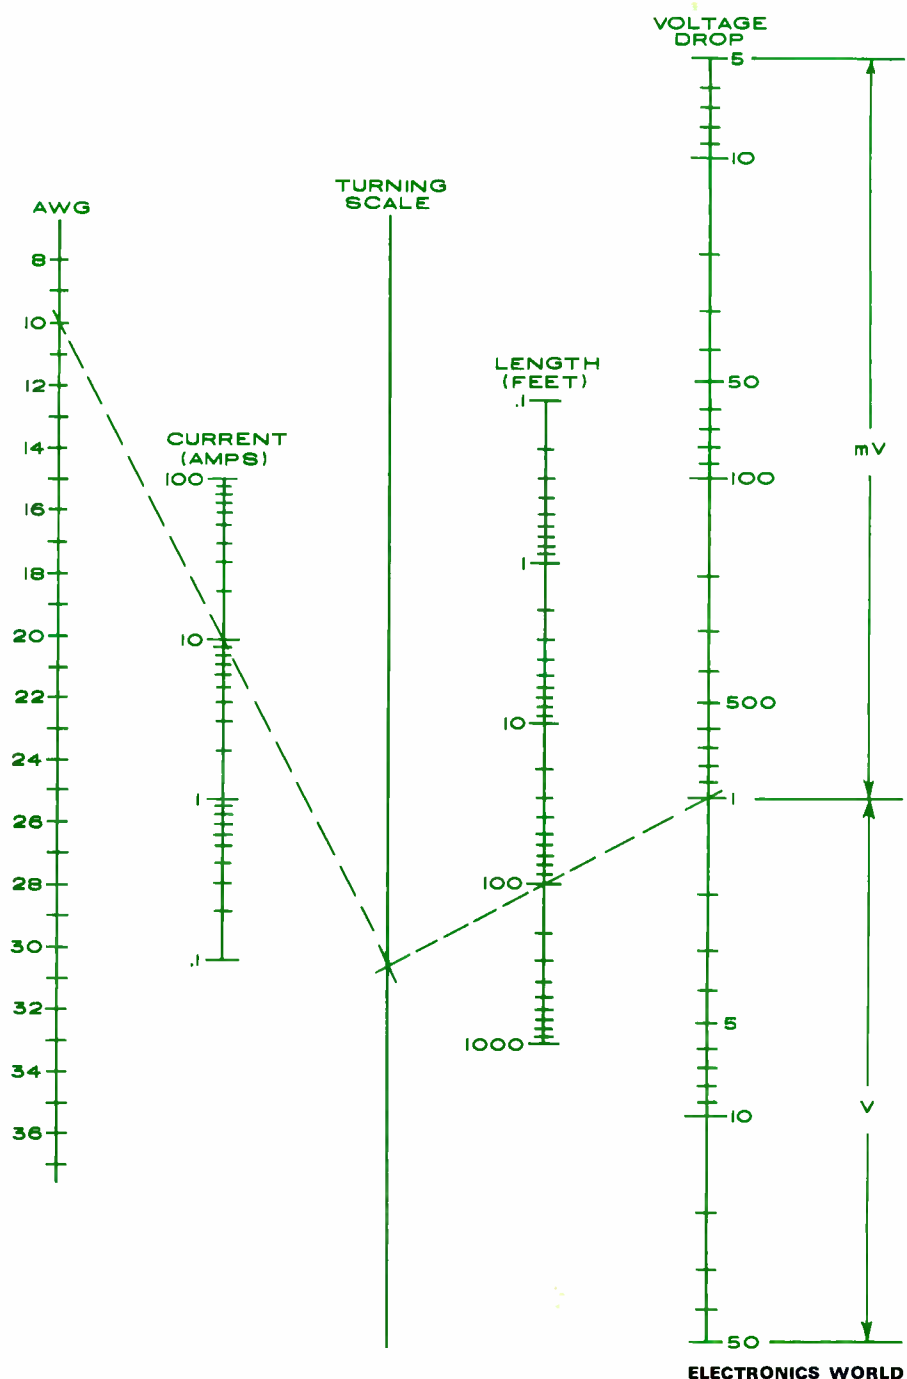 VOLTAGE
DROP
5
10
50
100
500
1
5
10
50
mV
V
TURNING
SCALE
AWG
8
10
12
14
16
18
20
22
24
26
28
30
32
34
36
CURRENT
(AMPS)
100
10
1
.1
LENGTH
(FEET)
.1
1
10
100
1000
ELECTRONICS WORLD